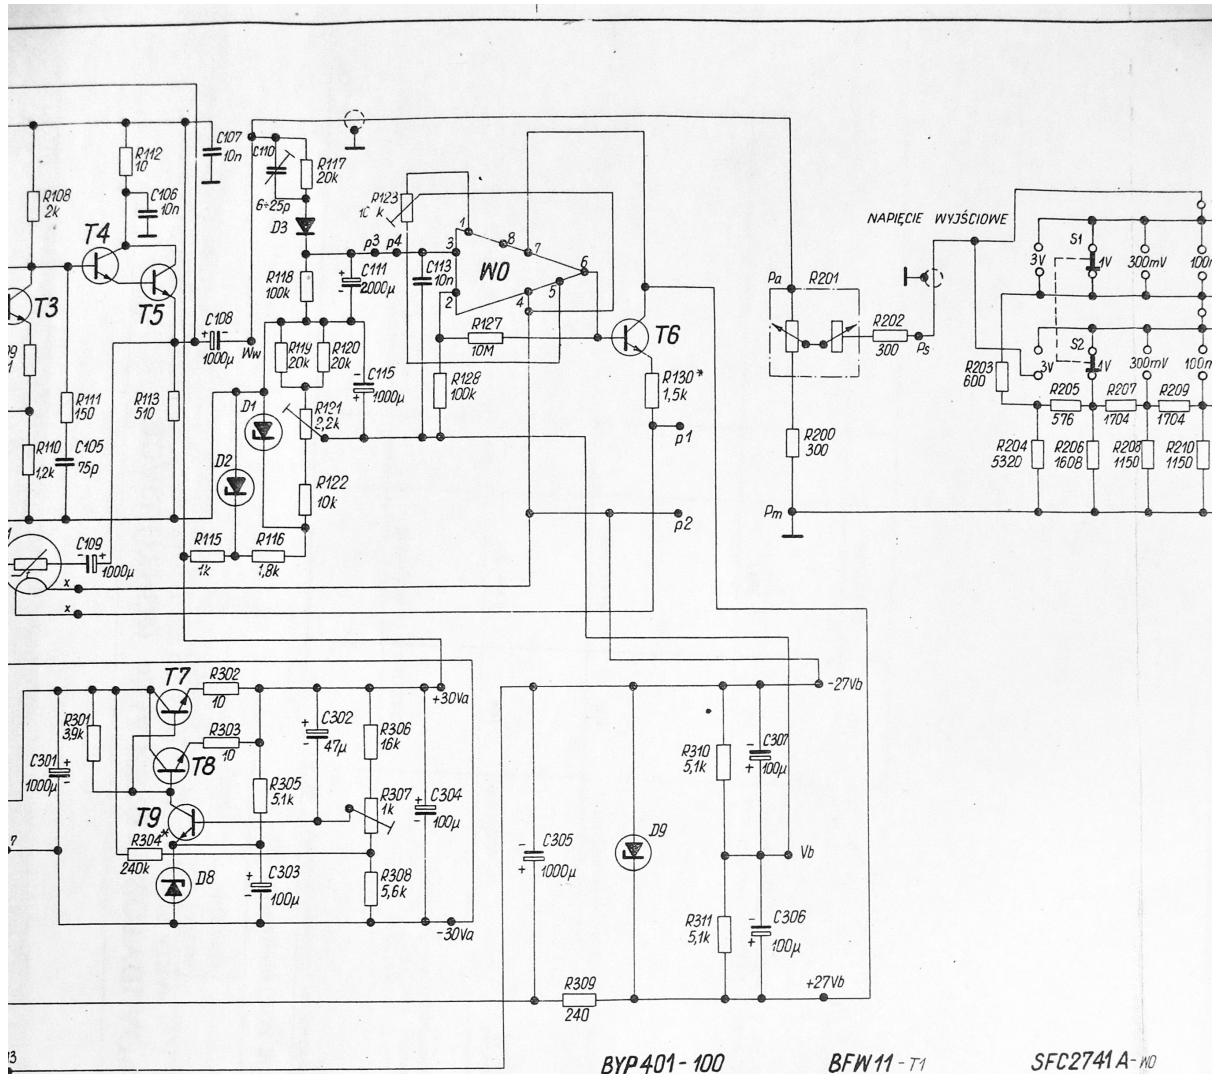 R112
10
C107
10n
C110
6÷25p
R117
20k
D3
R108
2k
C106
10n
T4
T5
T3
R123
1
8
7
3
2
6
5
4
WO
p3 p4
R118
100k
C111
2000µ
C113
10n
C108
1000µ
Ww
R119
20k
R120
20k
C115
1000µ
R127
10M
T6
R128
100k
R130*
1,5k
p1
p2
R111
150
R113
510
R110
1,2k
C105
75p
D1
D2
R121
2,2k
R122
10k
R115
1k
R116
1,8k
C109
1000µ
x
x
NAPIĘCIE WYJŚCIOWE
Pa
R201
R202
300
Ps
R200
300
Pm
S1
3V
1V
300mV
100m
S2
3V
1V
300mV
100m
R203
600
R205
576
R207
1704
R209
1704
R204
5320
R206
1608
R208
1150
R210
1150
T7
R302
10
+30Va
R301
3,9k
R303
10
T8
C302
47µ
R306
16k
C301
1000µ
R305
5,1k
R307
1k
C304
100µ
T9
R304*
240k
D8
C303
100µ
R308
5,6k
-30Va
-27Vb
R310
5,1k
C307
100µ
C305
1000µ
D9
Vb
R311
5,1k
C306
100µ
R309
240
+27Vb
BYP401-100
BFW11-T1
SFC2741A-WO